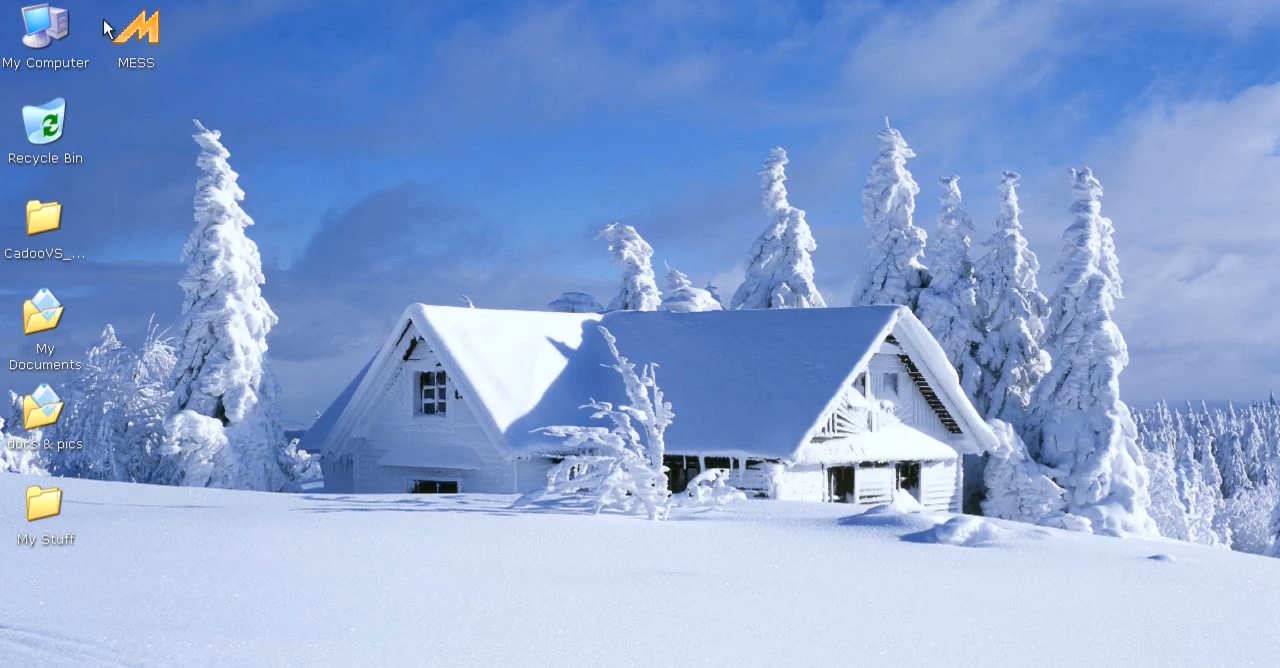 My Computer
MESS
Recycle Bin
CadooVS_...
My
Documents
docs & pics
My Stuff